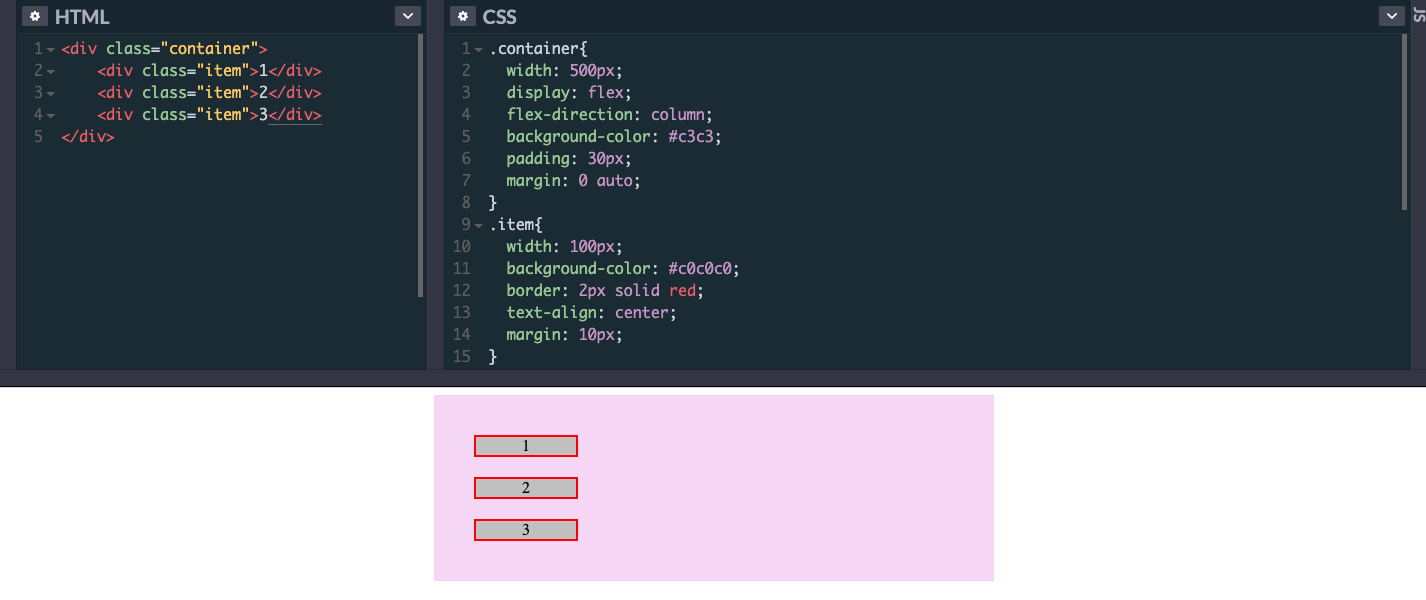 HTML
1 <div class="container">
2 <div class="item">1</div>
3 <div class="item">2</div>
4 <div class="item">3</div>
5 </div>
CSS
1 .container{
2 width: 500px;
3 display: flex;
4 flex-direction: column;
5 background-color: #c3c3;
6 padding: 30px;
7 margin: 0 auto;
8 }
9 .item{
10 width: 100px;
11 background-color: #c0c0c0;
12 border: 2px solid red;
13 text-align: center;
14 margin: 10px;
15 }
JS
1
2
3